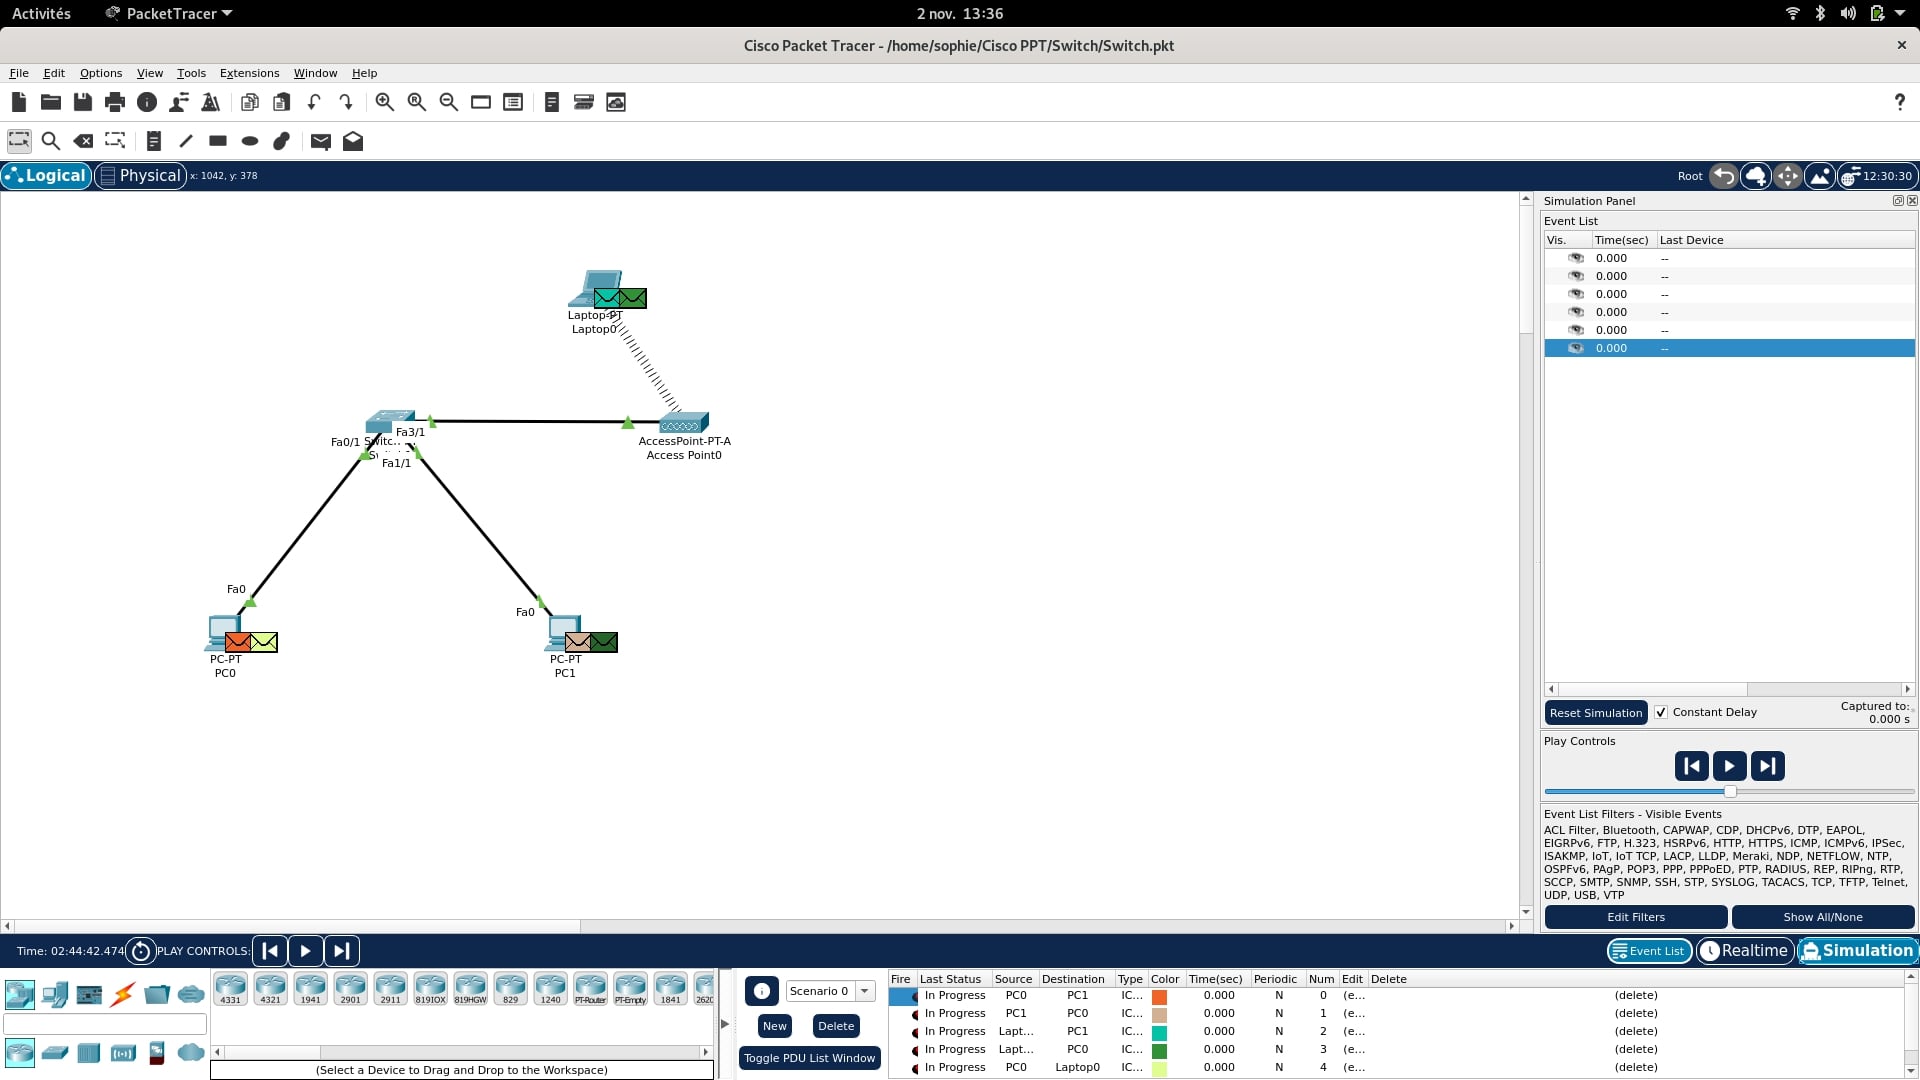 Activités PacketTracer 2 nov. 13:36
Cisco Packet Tracer - /home/sophie/Cisco PPT/Switch/Switch.pkt
File Edit Options View Tools Extensions Window Help
Logical Physical x: 1042, y: 378 Root 12:30:30
Simulation Panel
Event List
Vis. Time(sec) Last Device
0.000 --
0.000 --
0.000 --
0.000 --
0.000 --
0.000 --
Laptop-PT
Laptop0
Fa3/1
Fa0/1
Fa1/1
AccessPoint-PT-A
Access Point0
Fa0
Fa0
PC-PT
PC0
PC-PT
PC1
Reset Simulation Constant Delay Captured to:
0.000 s
Play Controls
Event List Filters - Visible Events
ACL Filter, Bluetooth, CAPWAP, CDP, DHCPv6, DTP, EAPOL,
EIGRPv6, FTP, H.323, HSRPv6, HTTP, HTTPS, ICMP, ICMPv6, IPSec,
ISAKMP, IoT, IoT TCP, LACP, LLDP, Meraki, NDP, NETFLOW, NTP,
OSPFv6, PAgP, POP3, PPP, PPPoED, PTP, RADIUS, REP, RIPng, RTP,
SCCP, SMTP, SNMP, SSH, STP, SYSLOG, TACACS, TCP, TFTP, Telnet,
UDP, USB, VTP
Edit Filters Show All/None
Time: 02:44:42.474 PLAY CONTROLS: Event List Realtime Simulation
4331 4321 1941 2901 2911 819IOX 819HGW 829 1240 PT-Router PT-Empty 1841 2620
(Select a Device to Drag and Drop to the Workspace)
Scenario 0
New Delete
Toggle PDU List Window
Fire Last Status Source Destination Type Color Time(sec) Periodic Num Edit Delete
In Progress PC0 PC1 IC... 0.000 N 0 (e... (delete)
In Progress PC1 PC0 IC... 0.000 N 1 (e... (delete)
In Progress Lapt... PC1 IC... 0.000 N 2 (e... (delete)
In Progress Lapt... PC0 IC... 0.000 N 3 (e... (delete)
In Progress PC0 Laptop0 IC... 0.000 N 4 (e... (delete)